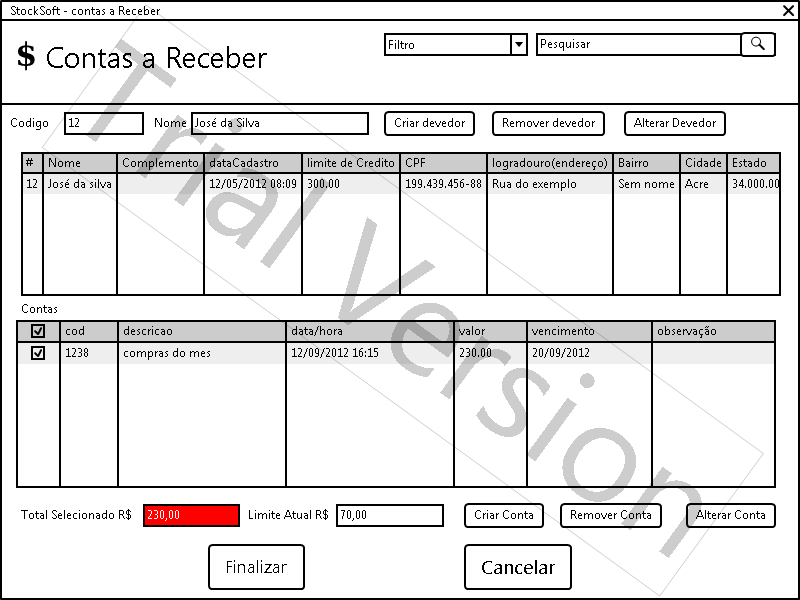 StockSoft - contas a Receber
$ Contas a Receber
Filtro
Pesquisar
Codigo 12 Nome José da Silva Criar devedor Remover devedor Alterar Devedor
# Nome Complemento dataCadastro limite de Credito CPF logradouro(endereço) Bairro Cidade Estado
12 José da silva 12/05/2012 08:09 300.00 199.439.456-88 Rua do exemplo Sem nome Acre 34.000.00
Contas
cod descricao data/hora valor vencimento observação
1238 compras do mes 12/09/2012 16:15 230.00 20/09/2012
Total Selecionado R$ 230,00 Limite Atual R$ 70,00 Criar Conta Remover Conta Alterar Conta
Finalizar Cancelar
Trial Version